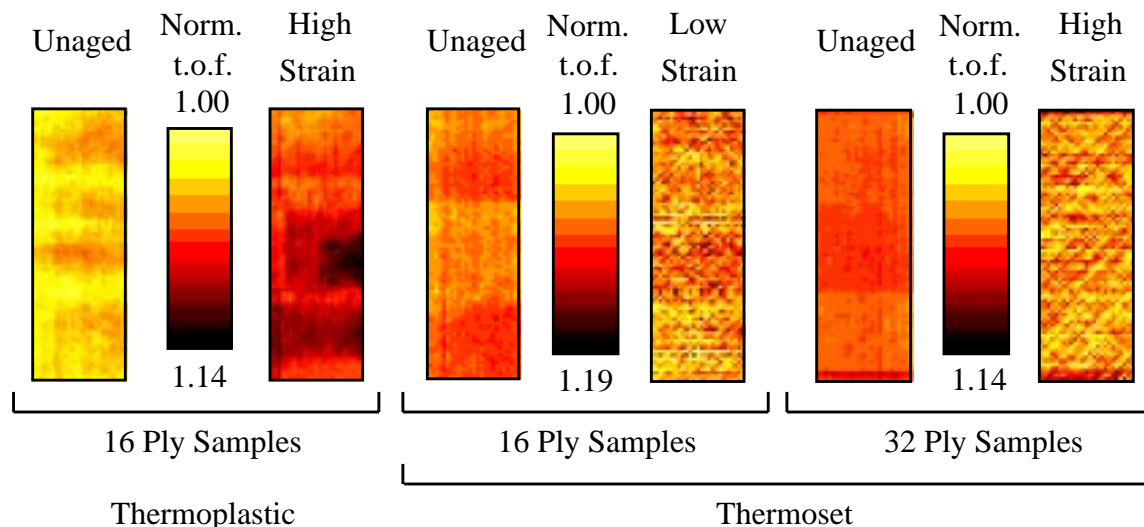 Unaged
Norm.
t.o.f.
1.00
High
Strain
1.14
16 Ply Samples
Thermoplastic
Unaged
Norm.
t.o.f.
1.00
Low
Strain
1.19
16 Ply Samples
Unaged
Norm.
t.o.f.
1.00
High
Strain
1.14
32 Ply Samples
Thermoset